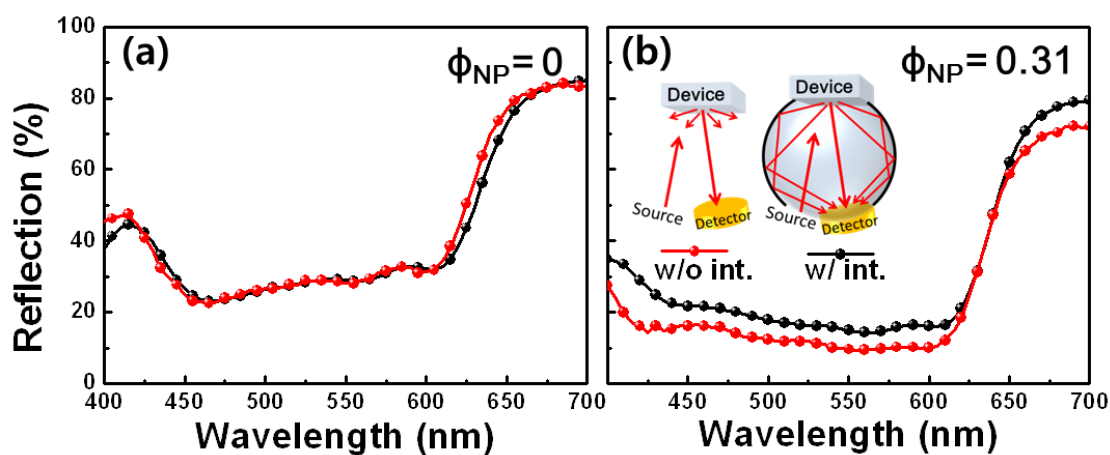 Reflection (%)
100
80
60
40
20
0
(a)
ϕNP= 0
400 450 500 550 600 650 700
Wavelength (nm)
(b)
ϕNP= 0.31
Device
Device
Source
Detector
Source
Detector
w/o int.
w/ int.
450 500 550 600 650 700
Wavelength (nm)